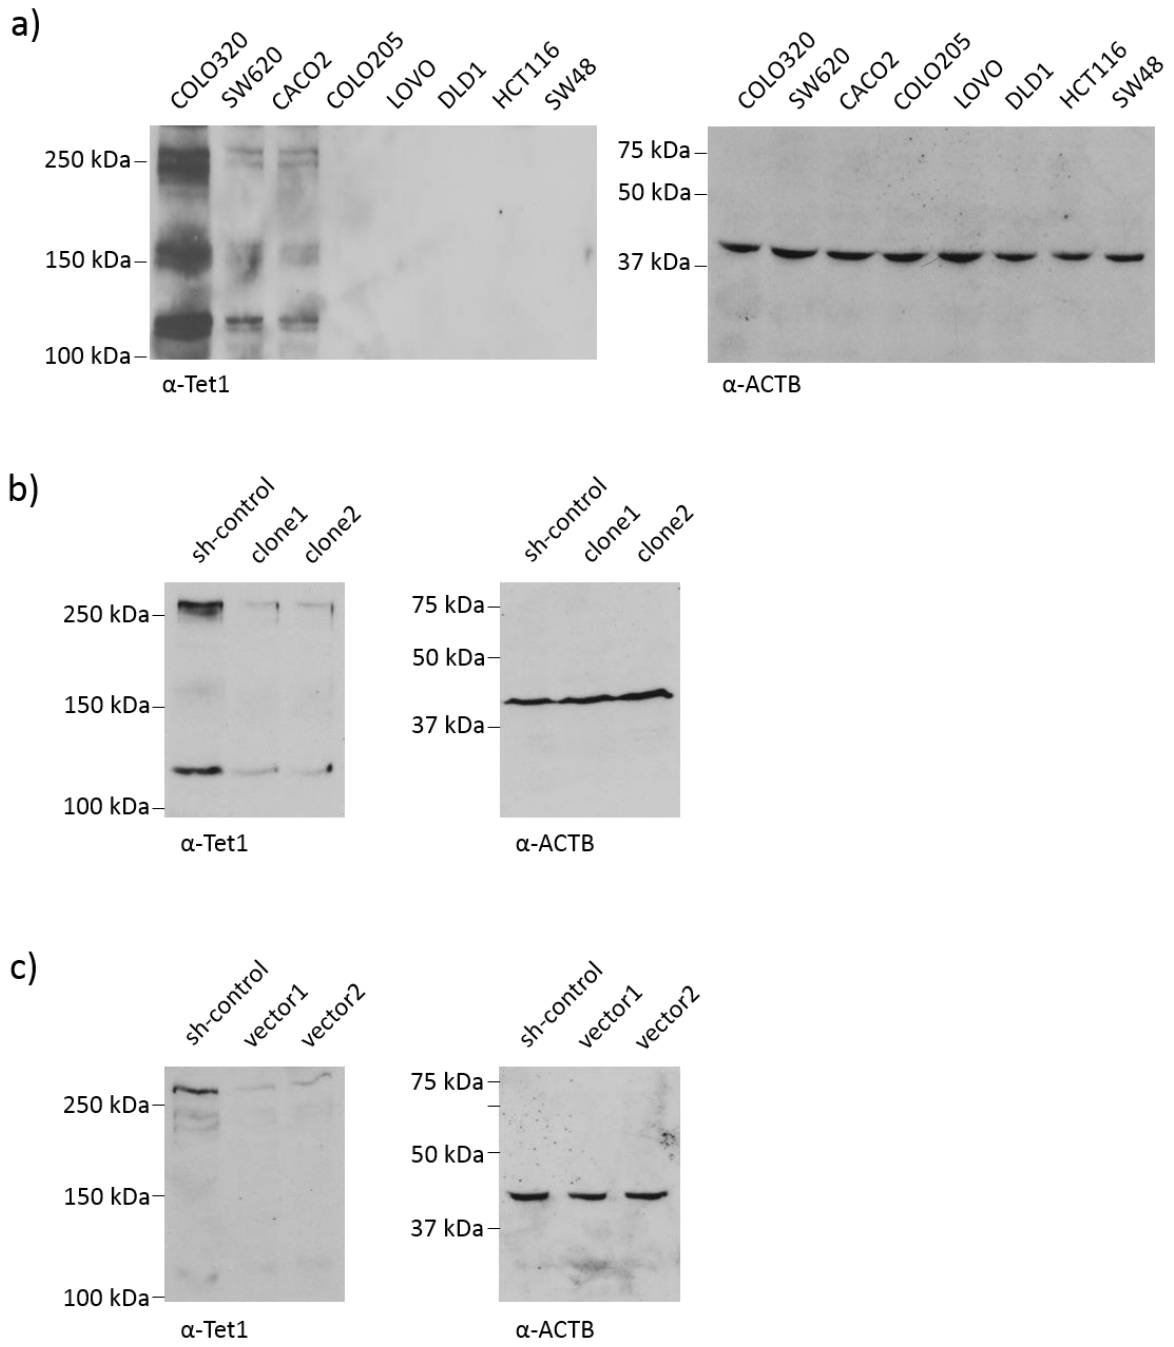 a)
COLO320 SW620 CACO2 COLO205 LOVO DLD1 HCT116 SW48
250 kDa
150 kDa
100 kDa
α-Tet1
COLO320 SW620 CACO2 COLO205 LOVO DLD1 HCT116 SW48
75 kDa
50 kDa
37 kDa
α-ACTB
b)
sh-control clone1 clone2
250 kDa
150 kDa
100 kDa
α-Tet1
sh-control clone1 clone2
75 kDa
50 kDa
37 kDa
α-ACTB
c)
sh-control vector1 vector2
250 kDa
150 kDa
100 kDa
α-Tet1
sh-control vector1 vector2
75 kDa
50 kDa
37 kDa
α-ACTB